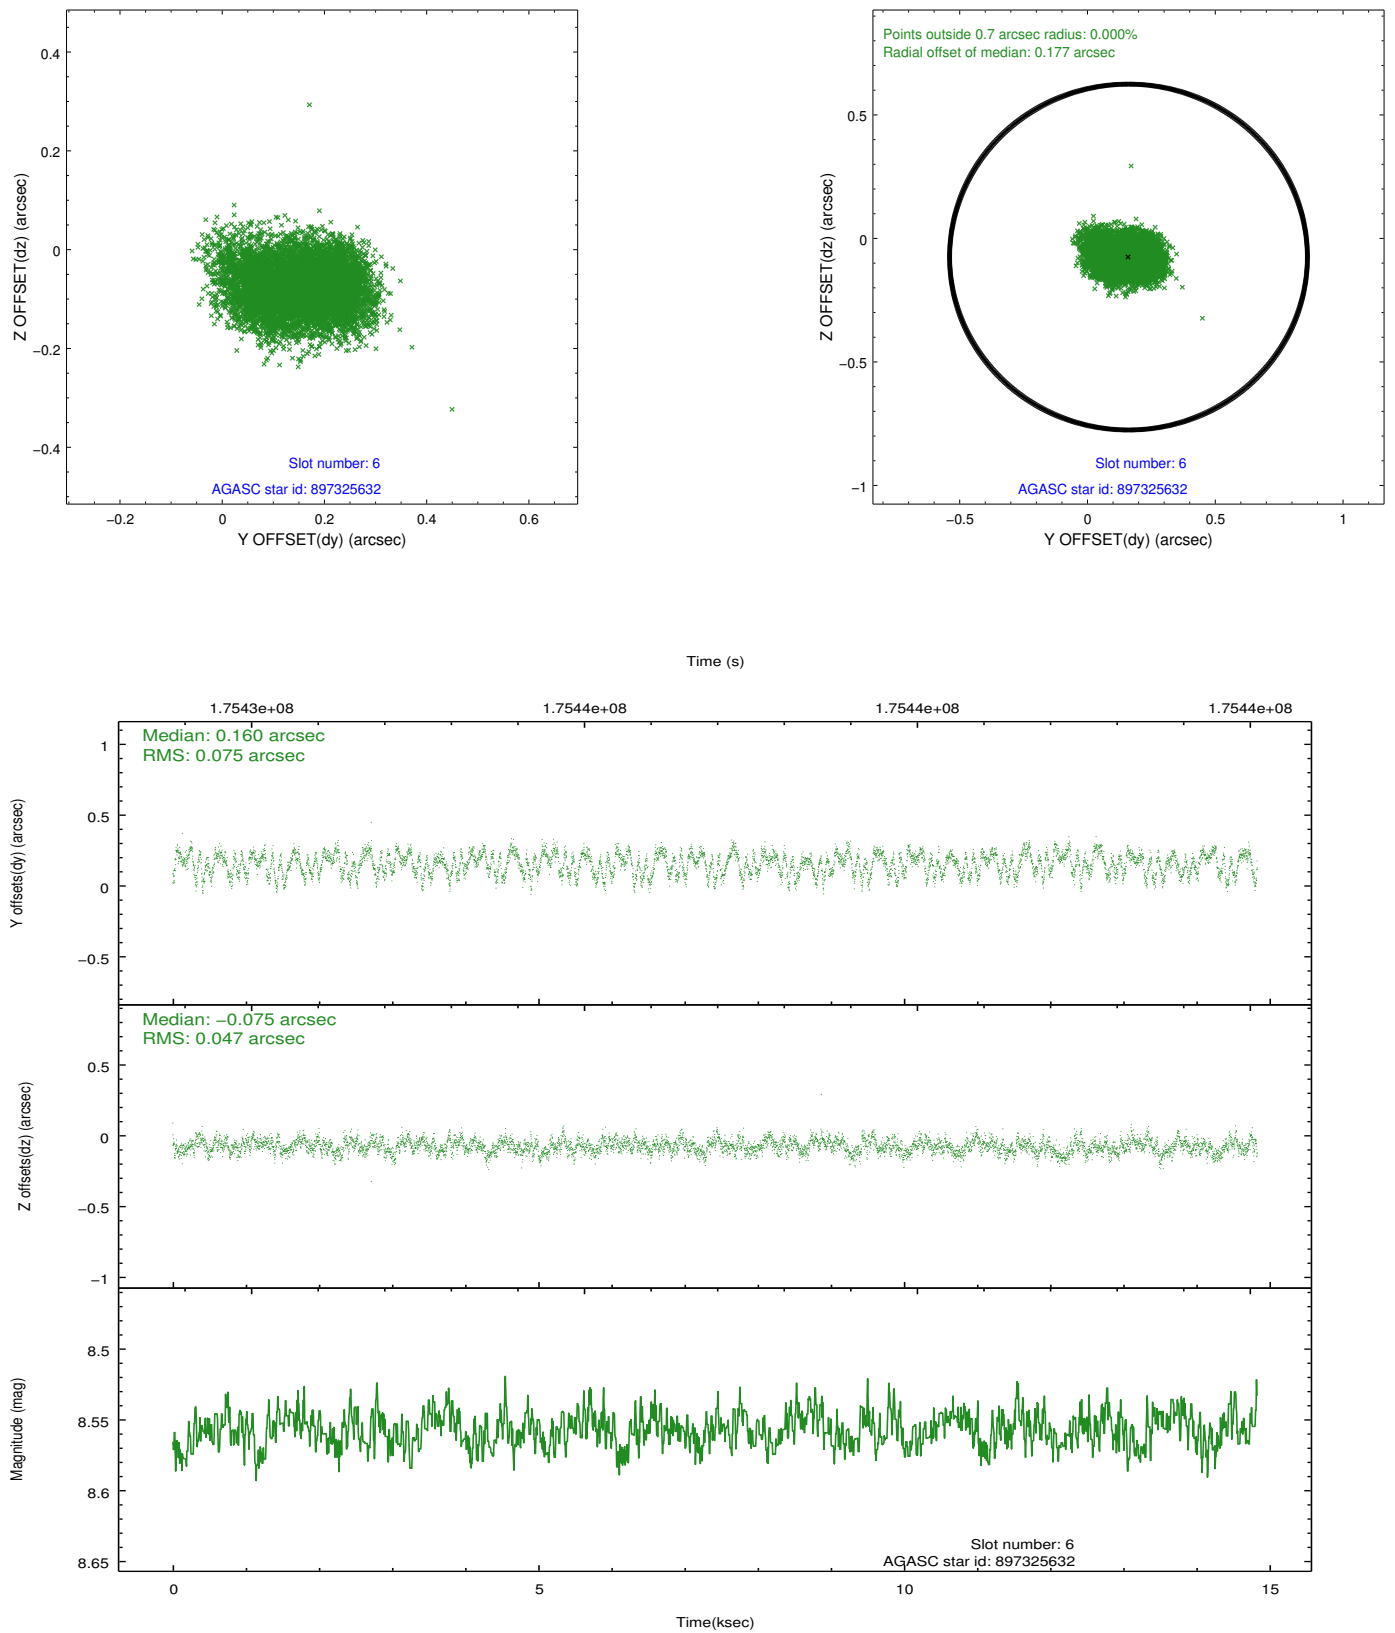 0.4
0.2
0
−0.2
−0.4
Z OFFSET(dz) (arcsec)
Slot number: 6
AGASC star id: 897325632
−0.2
0
0.2
0.4
0.6
Y OFFSET(dy) (arcsec)
Points outside 0.7 arcsec radius: 0.000%
Radial offset of median: 0.177 arcsec
0.5
0
−0.5
−1
Z OFFSET(dz) (arcsec)
Slot number: 6
AGASC star id: 897325632
−0.5
0
0.5
1
Y OFFSET(dy) (arcsec)
Time (s)
1.7543e+08
1.7544e+08
1.7544e+08
1.7544e+08
Median: 0.160 arcsec
RMS: 0.075 arcsec
1
0.5
0
−0.5
Y offsets(dy) (arcsec)
Median: −0.075 arcsec
RMS: 0.047 arcsec
0.5
0
−0.5
−1
Z offsets(dz) (arcsec)
8.5
8.55
8.6
8.65
Magnitude (mag)
Slot number: 6
AGASC star id: 897325632
0
5
10
15
Time(ksec)